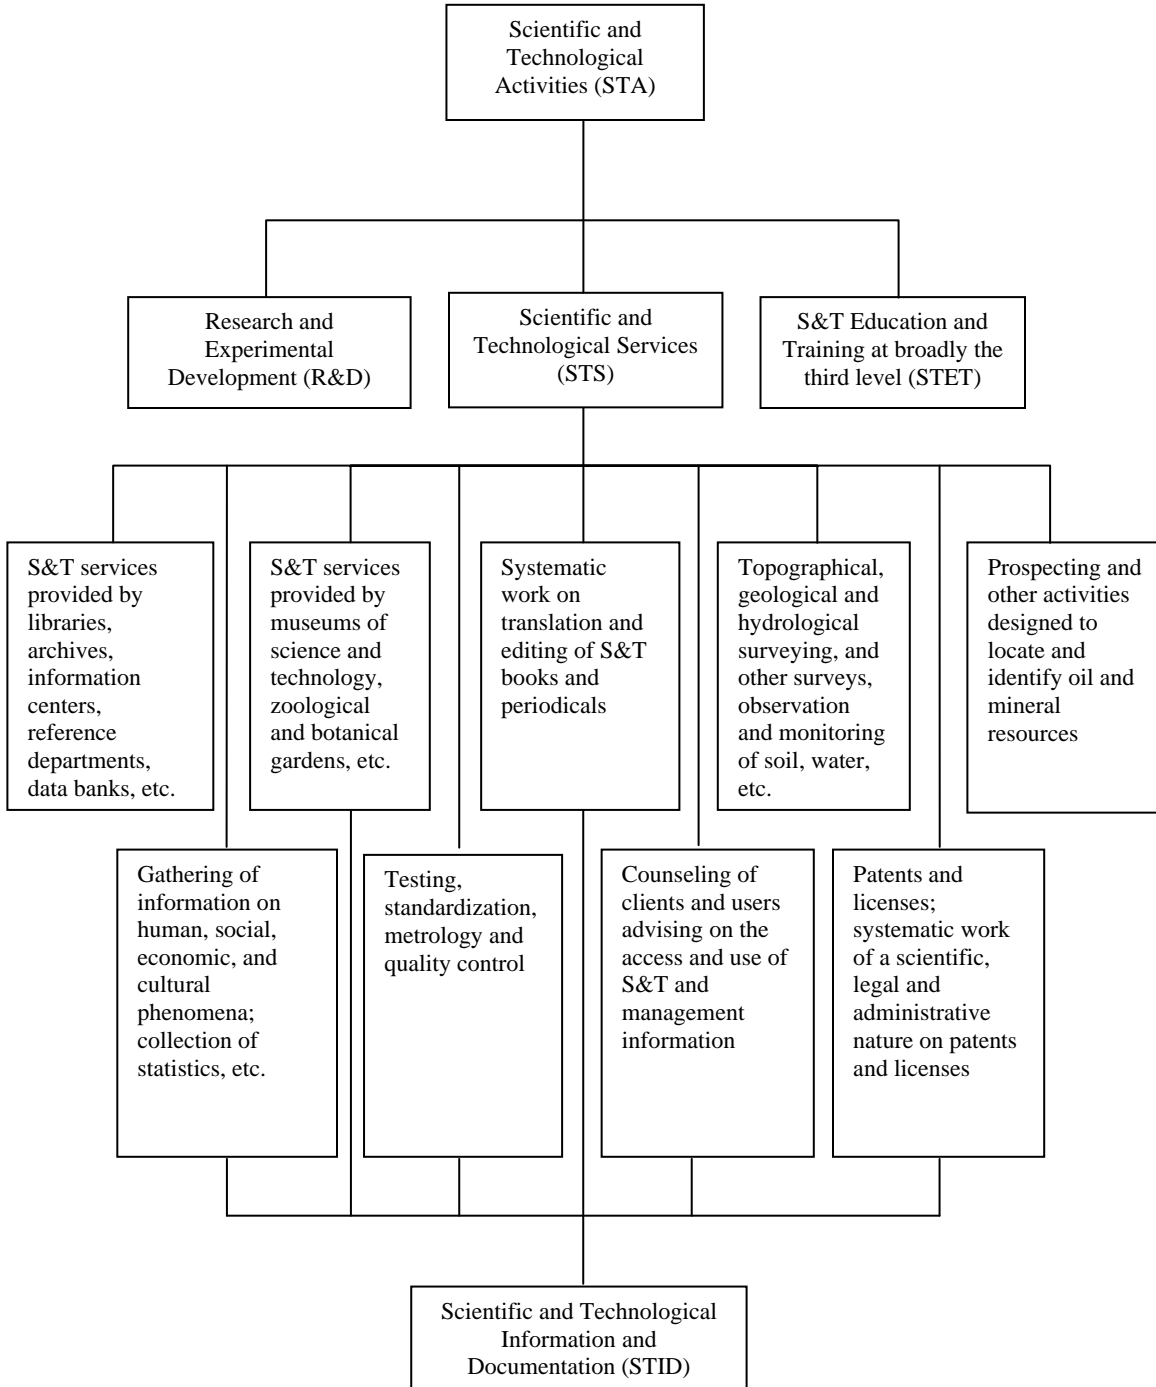 Scientific and
Technological
Activities (STA)
Research and
Experimental
Development (R&D)
Scientific and
Technological Services
(STS)
S&T Education and
Training at broadly the
third level (STET)
S&T services
provided by
libraries,
archives,
information
centers,
reference
departments,
data banks, etc.
S&T services
provided by
museums of
science and
technology,
zoological
and botanical
gardens, etc.
Systematic
work on
translation and
editing of S&T
books and
periodicals
Topographical,
geological and
hydrological
surveying, and
other surveys,
observation
and monitoring
of soil, water,
etc.
Prospecting and
other activities
designed to
locate and
identify oil and
mineral
resources
Gathering of
information on
human, social,
economic, and
cultural
phenomena;
collection of
statistics, etc.
Testing,
standardization,
metrology and
quality control
Counseling of
clients and users
advising on the
access and use of
S&T and
management
information
Patents and
licenses;
systematic work
of a scientific,
legal and
administrative
nature on patents
and licenses
Scientific and Technological
Information and
Documentation (STID)